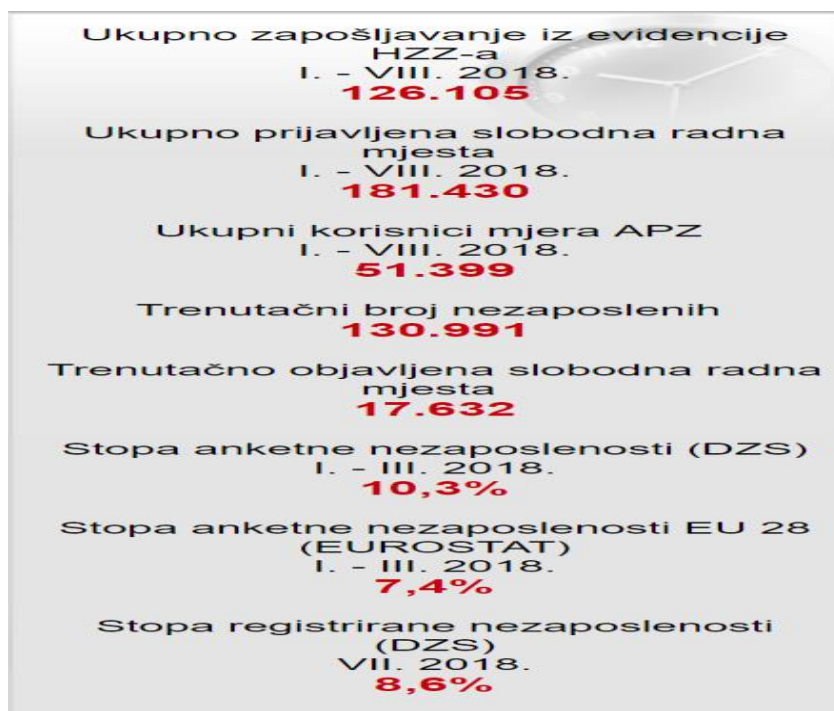 Ukupno zapošljavanje iz evidencije
HZZ-a
I. - VIII. 2018.
126.105
Ukupno prijavljena slobodna radna
mjesta
I. - VIII. 2018.
181.430
Ukupni korisnici mjera APZ
I. - VIII. 2018.
51.399
Trenutačni broj nezaposlenih
130.991
Trenutačno objavljena slobodna radna
mjesta
17.632
Stopa anketne nezaposlenosti (DZS)
I. - III. 2018.
10,3%
Stopa anketne nezaposlenosti EU 28
(EUROSTAT)
I. - III. 2018.
7,4%
Stopa registrirane nezaposlenosti
(DZS)
VII. 2018.
8,6%